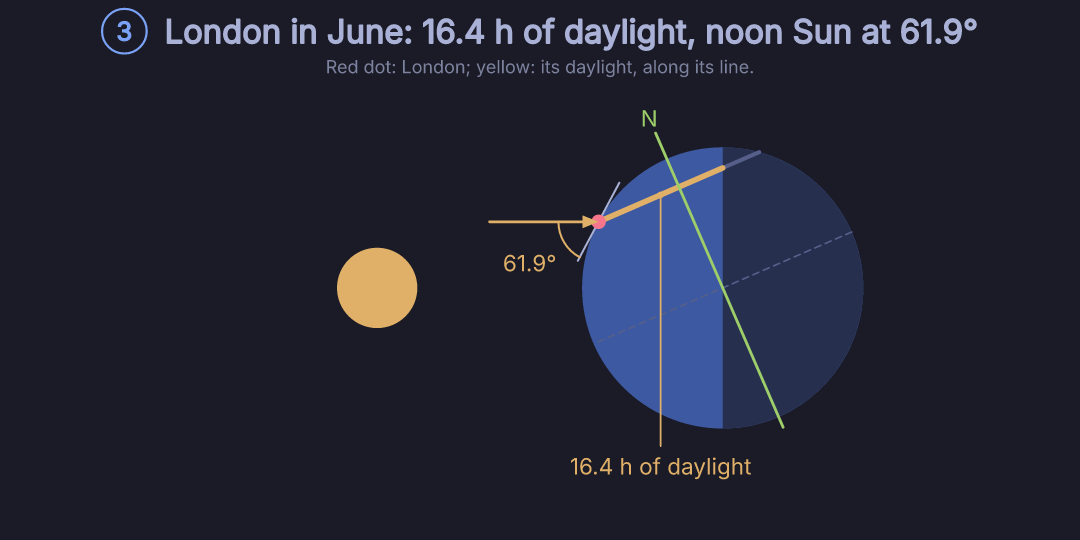 3 London in June: 16.4 h of daylight, noon Sun at 61.9°
Red dot: London; yellow: its daylight, along its line.
N
61.9°
16.4 h of daylight